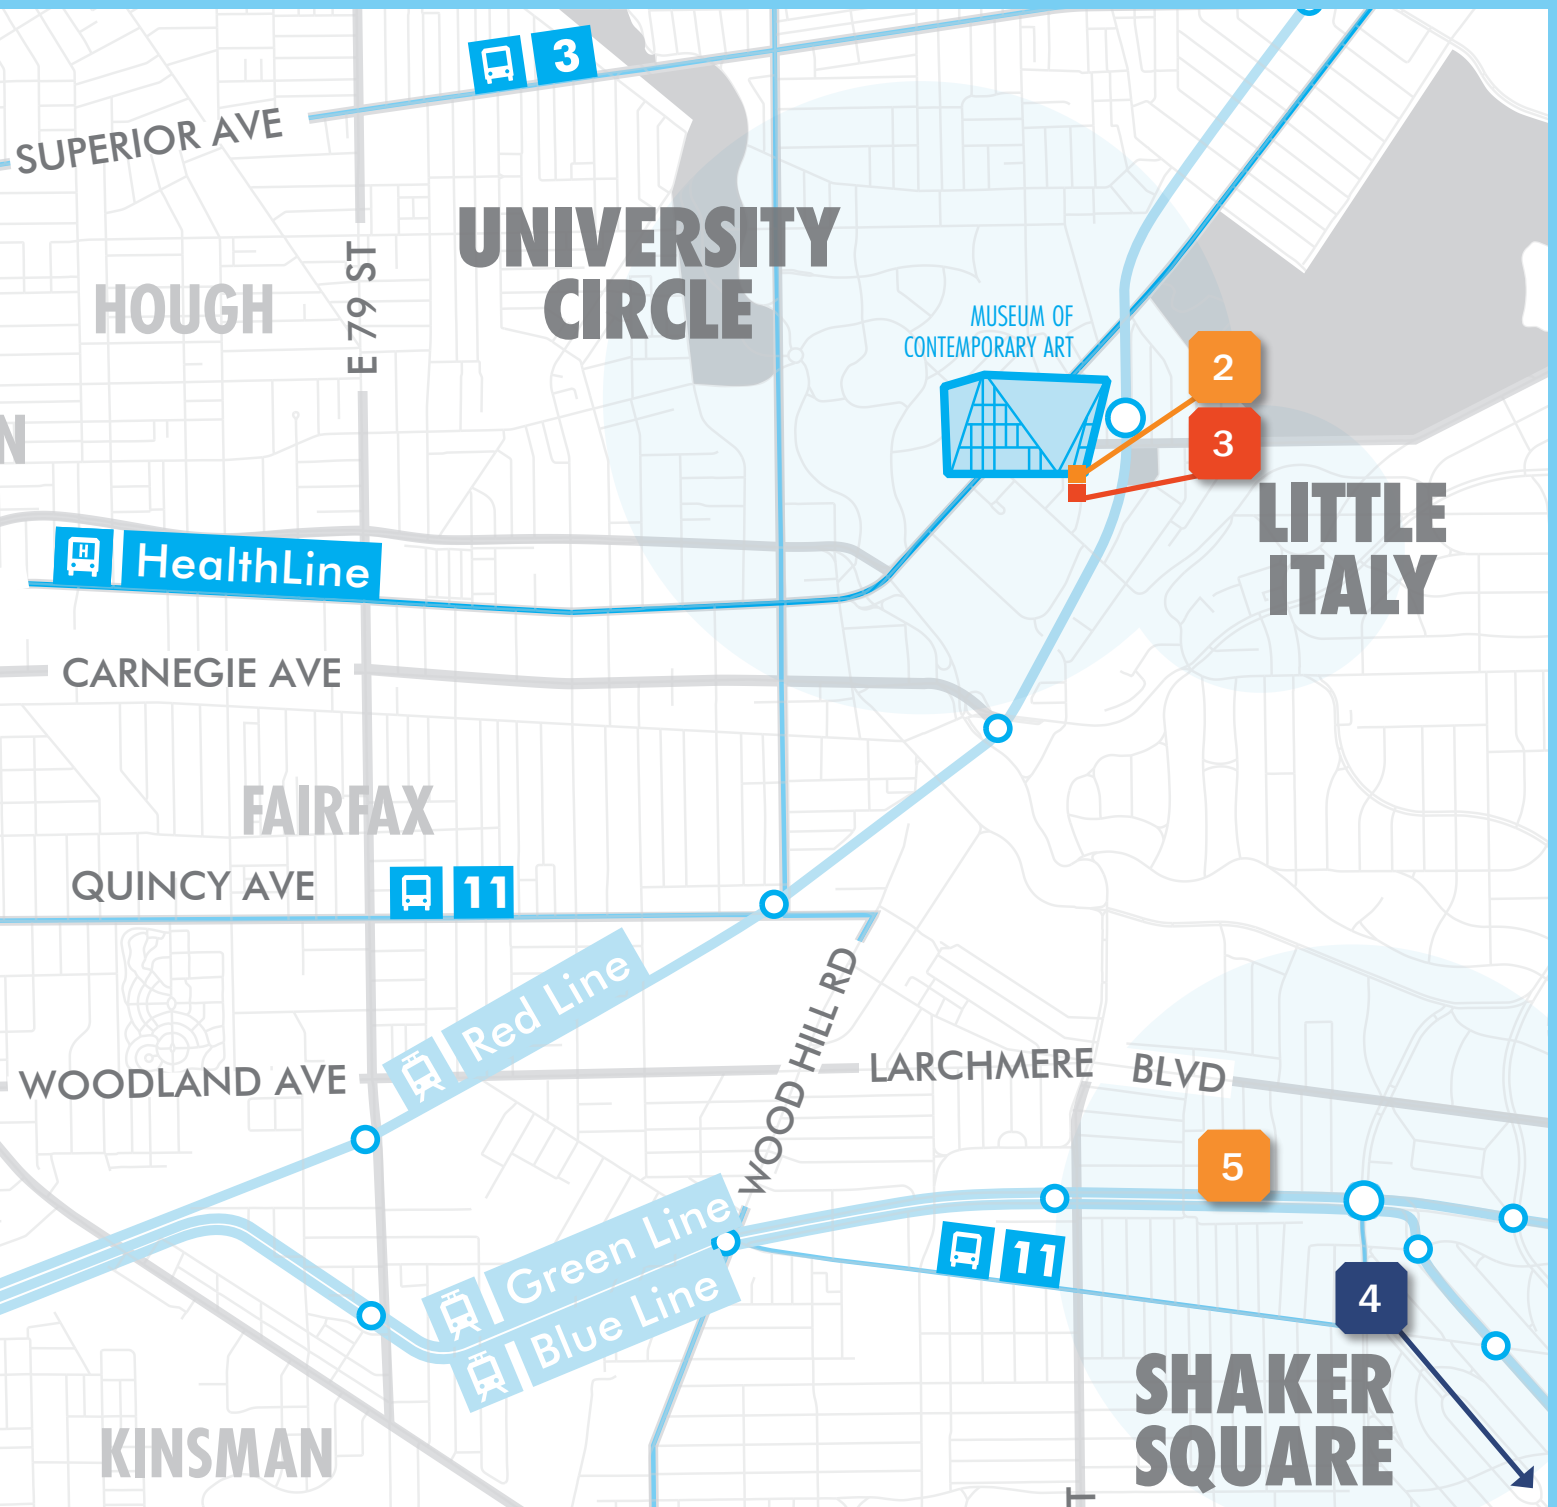 3
SUPERIOR AVE
UNIVERSITY
CIRCLE
E 79 ST
HOUGH
MUSEUM OF
CONTEMPORARY ART
2
3
N
LITTLE
ITALY
H
HealthLine
CARNEGIE AVE
FAIRFAX
QUINCY AVE
11
Red Line
WOOD HILL RD
LARCHMERE BLVD
WOODLAND AVE
5
Green Line
Blue Line
11
4
SHAKER
SQUARE
KINSMAN
T